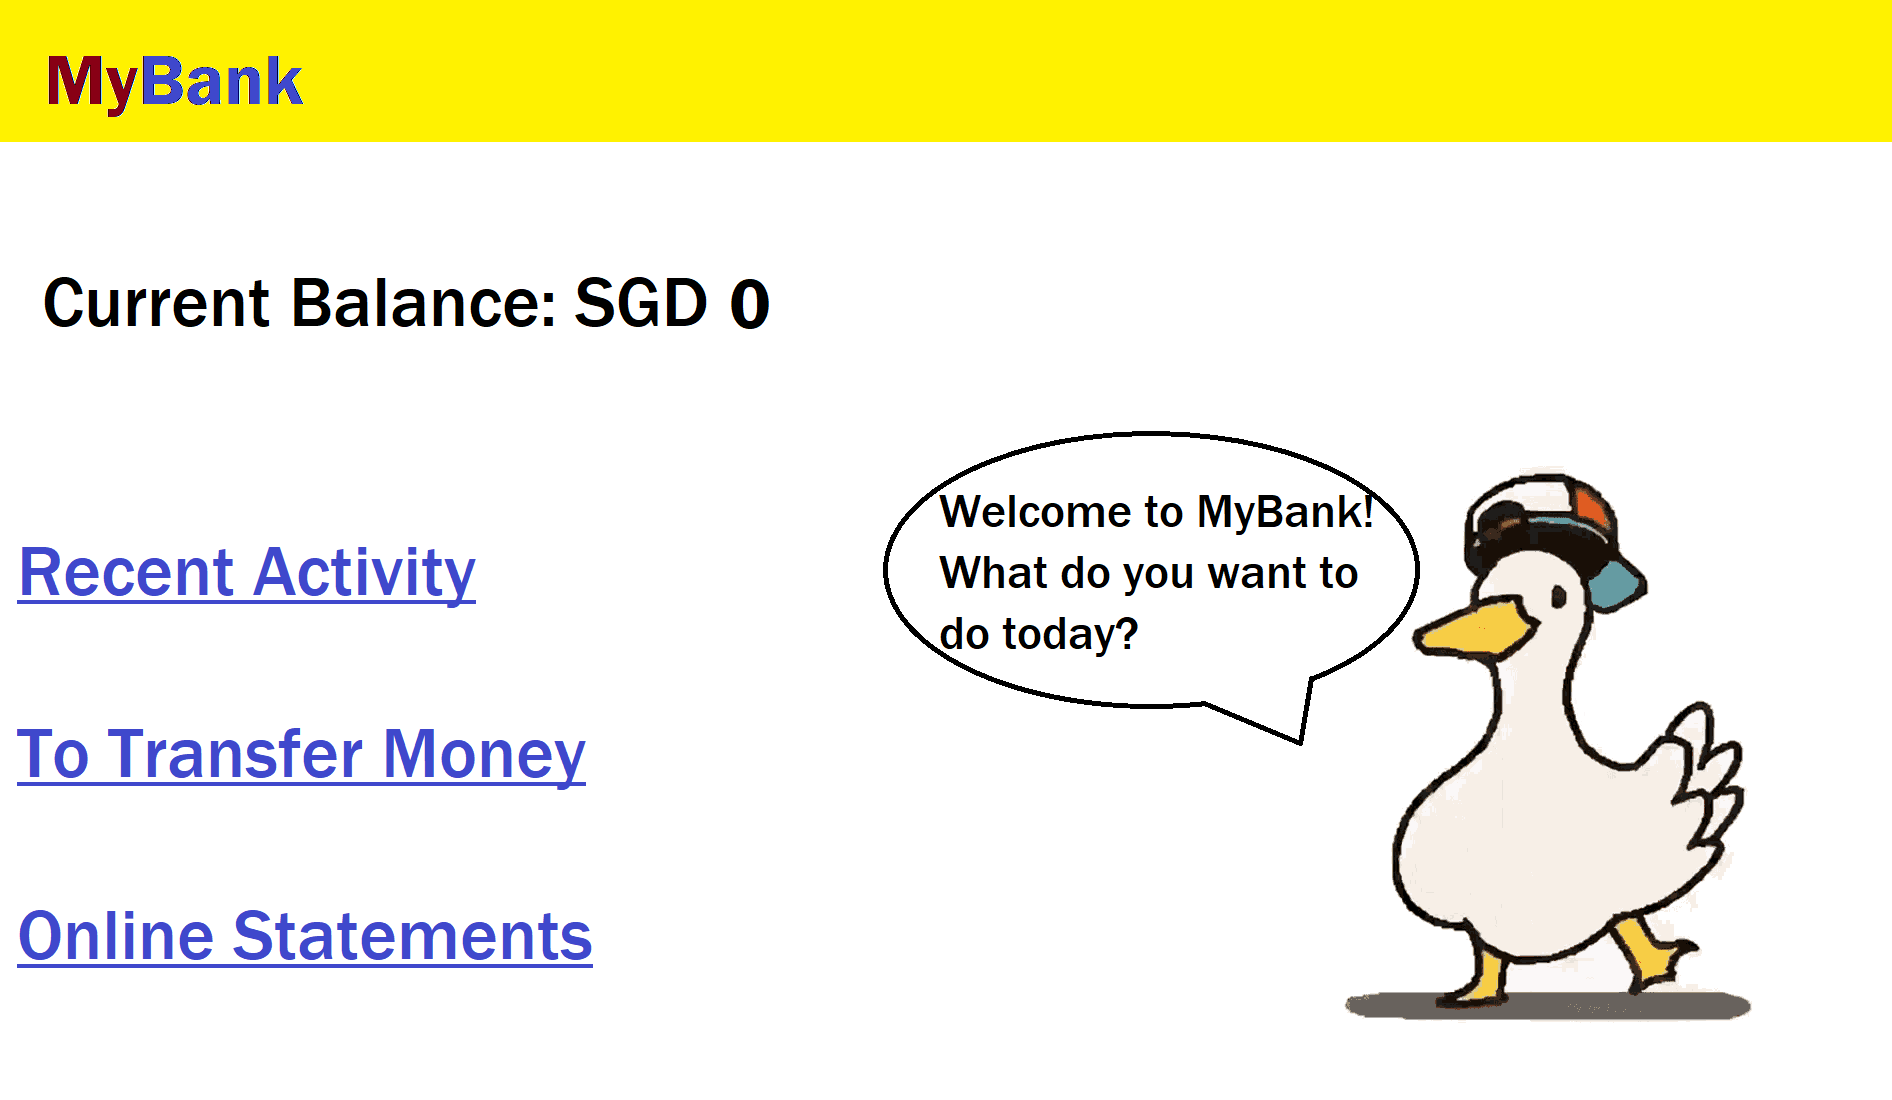 MyBank
Current Balance: SGD 0
Recent Activity
To Transfer Money
Online Statements
Welcome to MyBank!
What do you want to
do today?